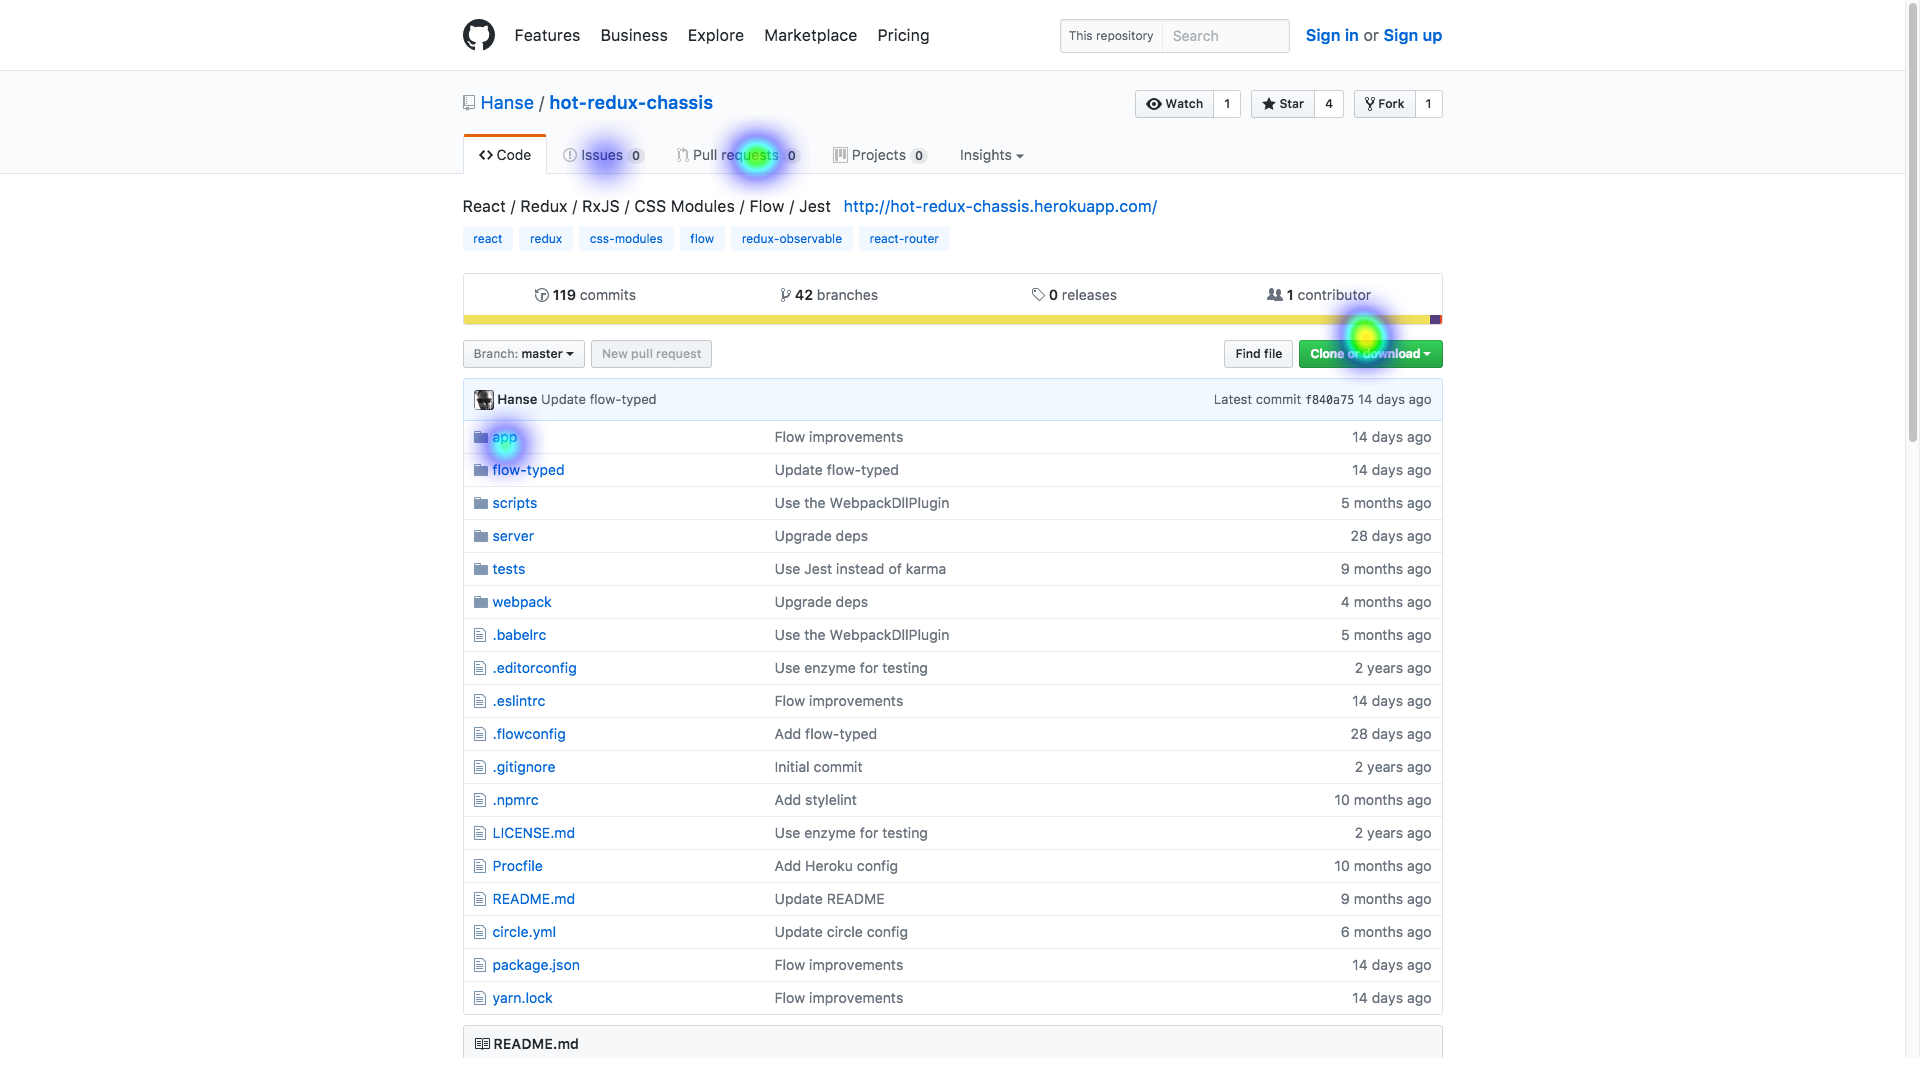 Features Business Explore Marketplace Pricing This repository Search Sign in or Sign up
Hanse / hot-redux-chassis Watch 1 Star 4 Fork 1
Code Issues 0 Pull requests 0 Projects 0 Insights
React / Redux / RxJS / CSS Modules / Flow / Jest http://hot-redux-chassis.herokuapp.com/
react redux css-modules flow redux-observable react-router
119 commits 42 branches 0 releases 1 contributor
Branch: master New pull request Find file Clone or download
Hanse Update flow-typed Latest commit f840a75 14 days ago
app Flow improvements 14 days ago
flow-typed Update flow-typed 14 days ago
scripts Use the WebpackDllPlugin 5 months ago
server Upgrade deps 28 days ago
tests Use Jest instead of karma 9 months ago
webpack Upgrade deps 4 months ago
.babelrc Use the WebpackDllPlugin 5 months ago
.editorconfig Use enzyme for testing 2 years ago
.eslintrc Flow improvements 14 days ago
.flowconfig Add flow-typed 28 days ago
.gitignore Initial commit 2 years ago
.npmrc Add stylelint 10 months ago
LICENSE.md Use enzyme for testing 2 years ago
Procfile Add Heroku config 10 months ago
README.md Update README 9 months ago
circle.yml Update circle config 6 months ago
package.json Flow improvements 14 days ago
yarn.lock Flow improvements 14 days ago
README.md